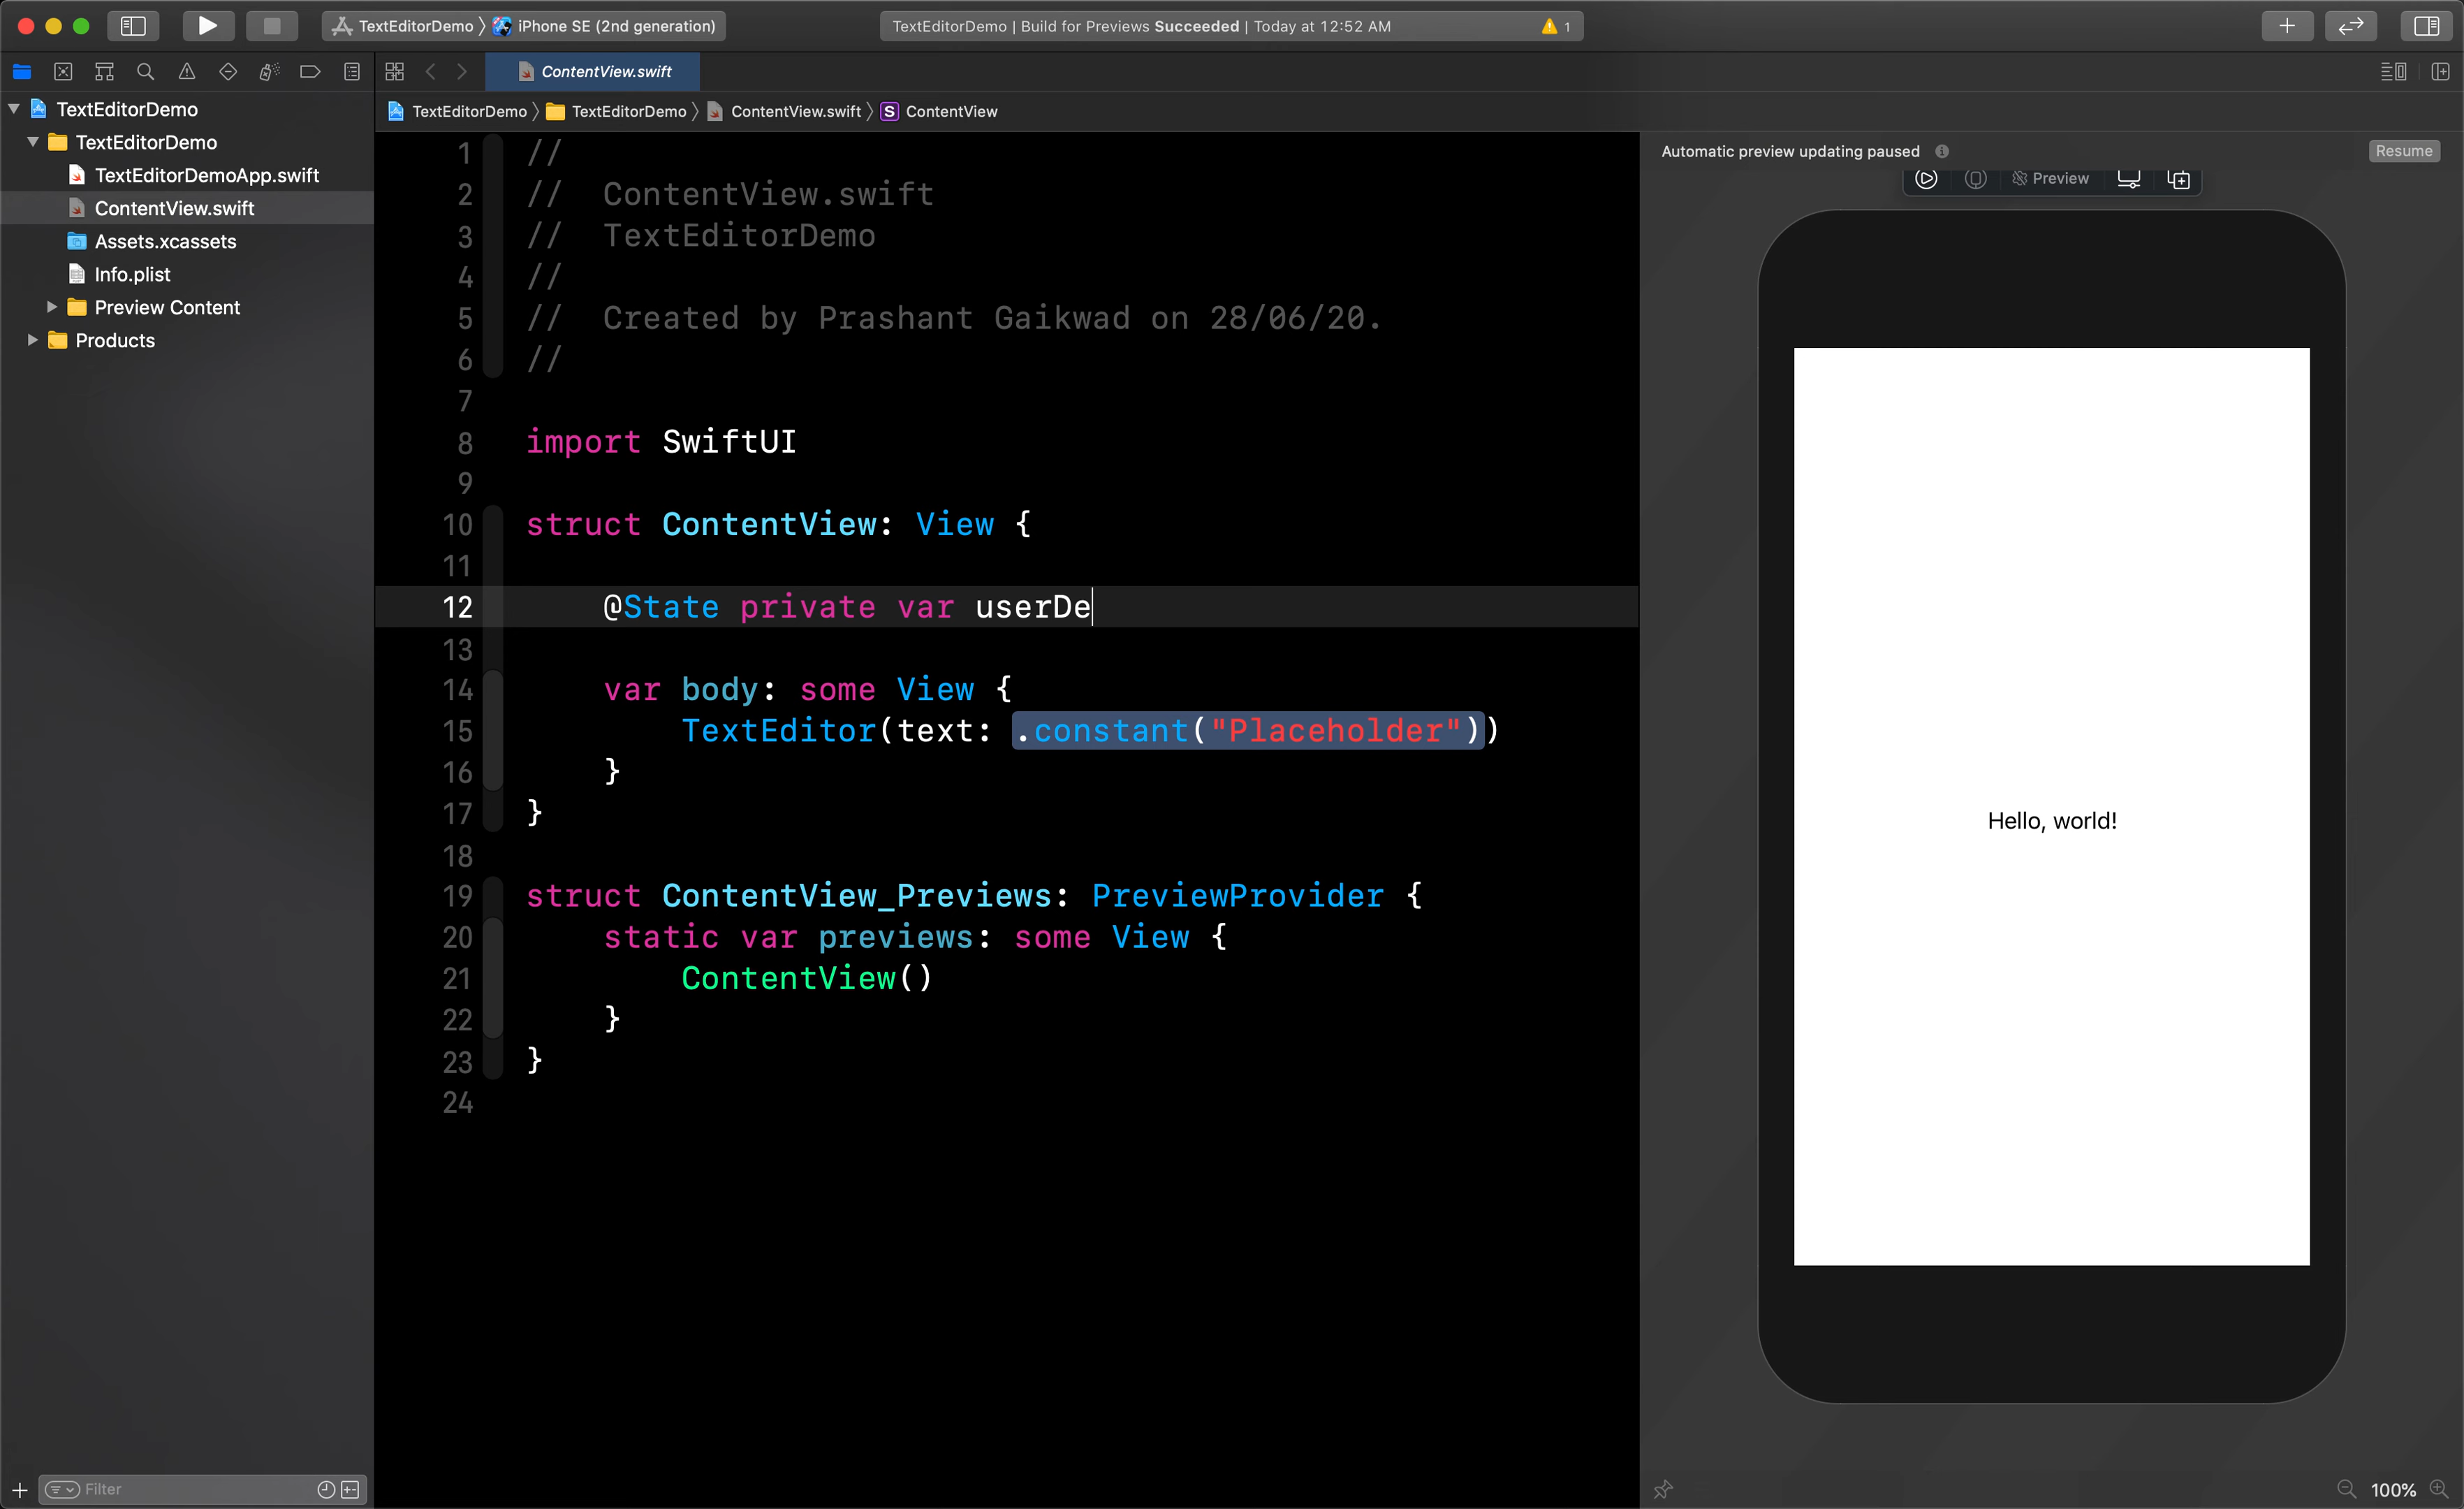 TextEditorDemo 〉 iPhone SE (2nd generation)
TextEditorDemo | Build for Previews Succeeded | Today at 12:52 AM
1
ContentView.swift
TextEditorDemo
TextEditorDemo
TextEditorDemoApp.swift
ContentView.swift
Assets.xcassets
Info.plist
Preview Content
Products
Filter
TextEditorDemo 〉 TextEditorDemo 〉 ContentView.swift 〉 S ContentView
1 //
2 //  ContentView.swift
3 //  TextEditorDemo
4 //
5 //  Created by Prashant Gaikwad on 28/06/20.
6 //
7
8 import SwiftUI
9
10 struct ContentView: View {
11
12     @State private var userDe
13
14     var body: some View {
15         TextEditor(text: .constant("Placeholder"))
16     }
17 }
18
19 struct ContentView_Previews: PreviewProvider {
20     static var previews: some View {
21         ContentView()
22     }
23 }
24
Automatic preview updating paused
Resume
Preview
Hello, world!
100%